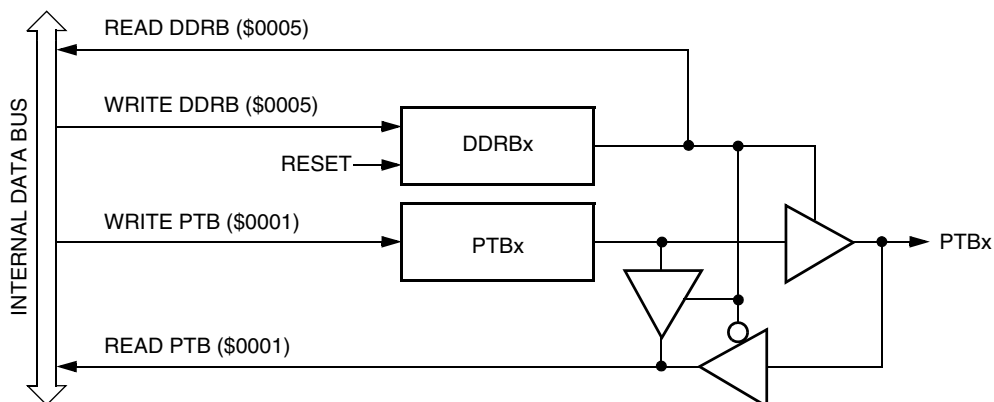 READ DDRB ($0005)
WRITE DDRB ($0005)
DDRBx
RESET
WRITE PTB ($0001)
PTBx
PTBx
READ PTB ($0001)
INTERNAL DATA BUS